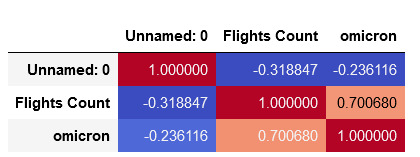 Unnamed: 0 Flights Count omicron
Unnamed: 0 1.000000 -0.318847 -0.236116
Flights Count -0.318847 1.000000 0.700680
omicron -0.236116 0.700680 1.000000